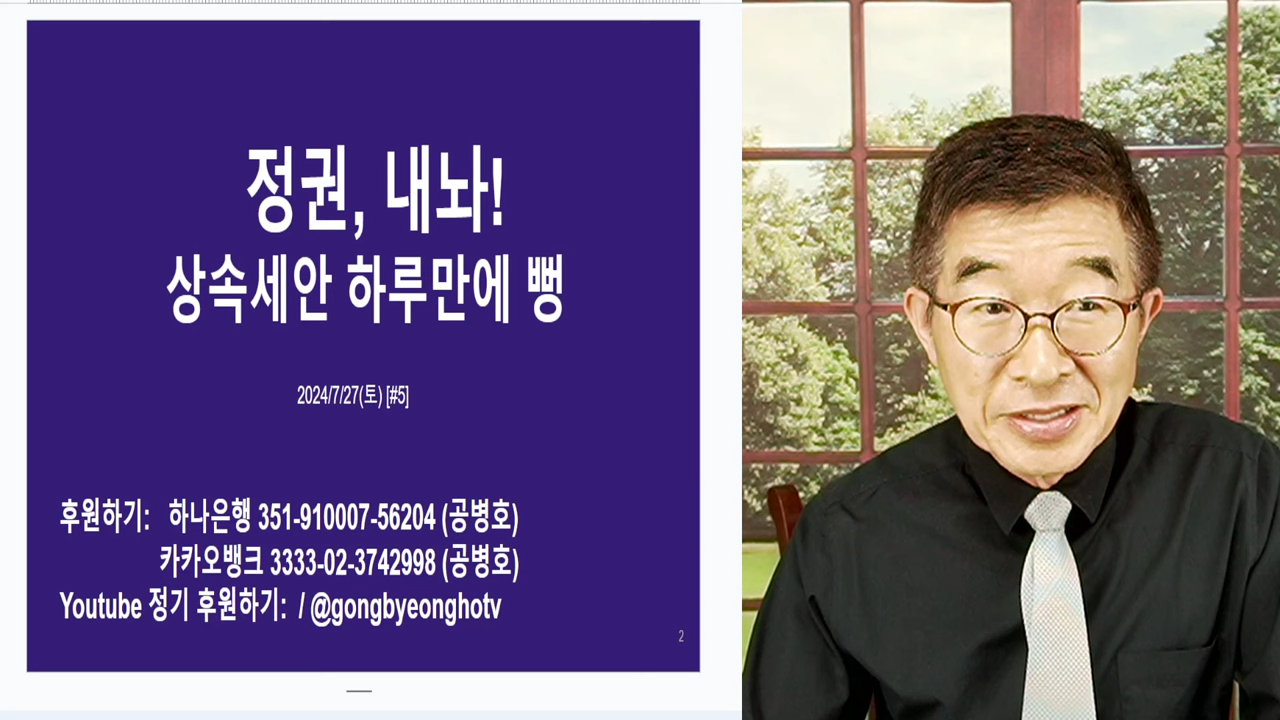 정권, 내놔!
상속세안 하루만에 뻥
2024/7/27(토) [#5]
후원하기: 하나은행 351-910007-56204 (공병호)
카카오뱅크 3333-02-3742998 (공병호)
Youtube 정기 후원하기: / @gongbyeonghotv
2